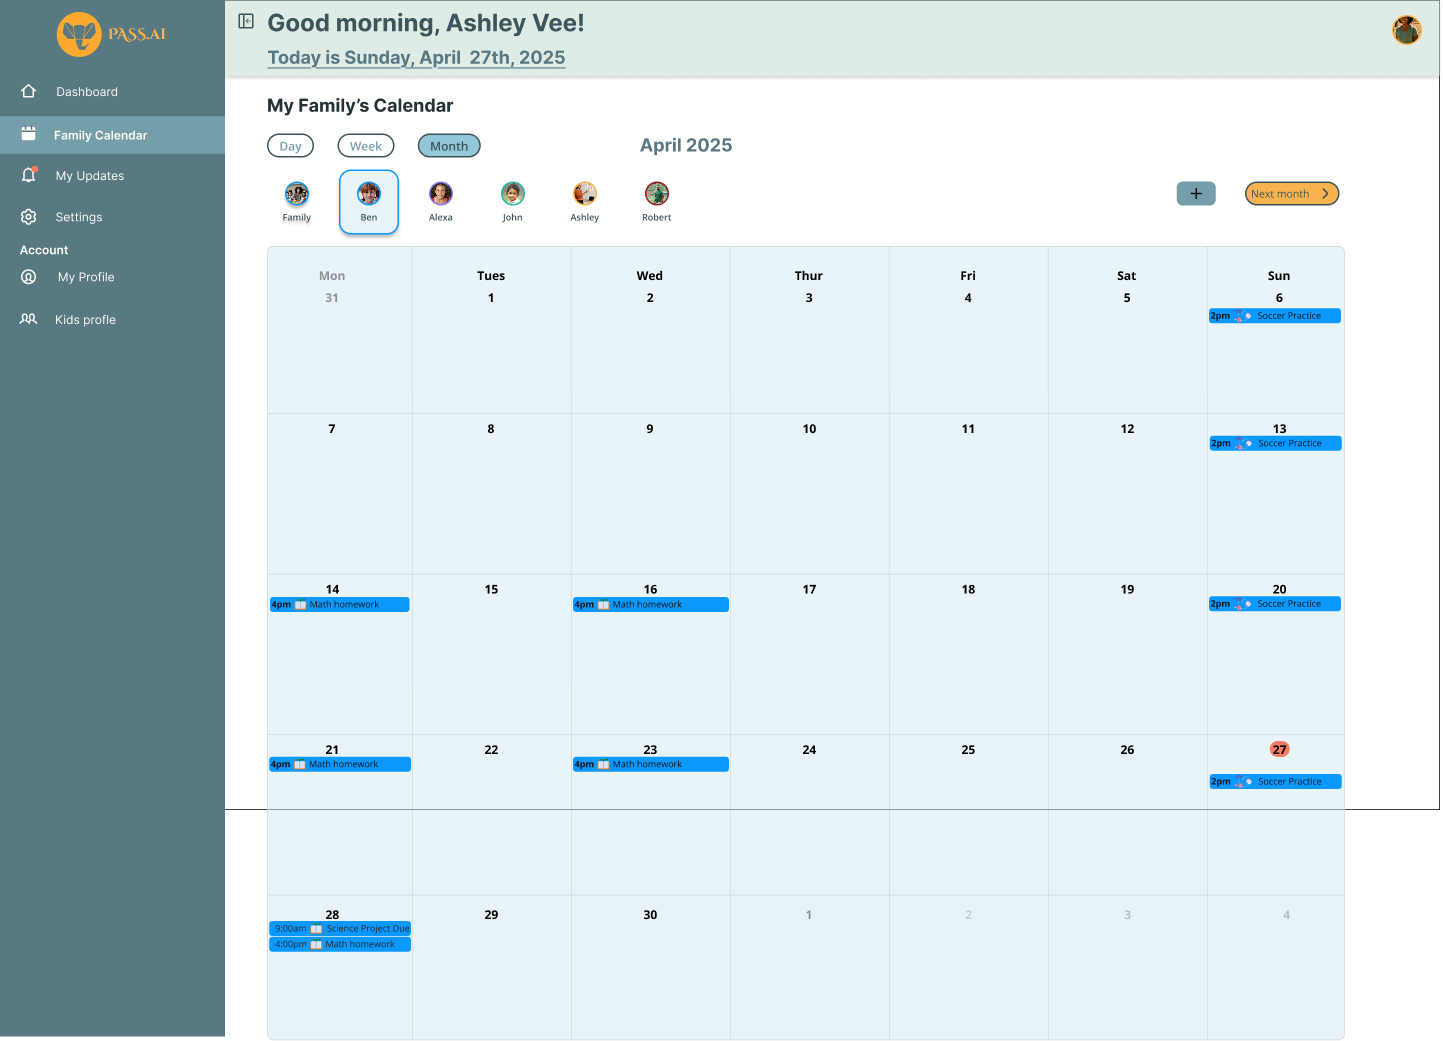 PASS.AI
Dashboard
Family Calendar
My Updates
Settings
Account
My Profile
Kids profle
Good morning, Ashley Vee!
Today is Sunday, April 27th, 2025
My Family's Calendar
Day Week Month April 2025
Family Ben Alexa John Ashley Robert
+ Next month
Mon Tues Wed Thur Fri Sat Sun
31 1 2 3 4 5 6
2pm Soccer Practice
7 8 9 10 11 12 13
2pm Soccer Practice
14 15 16 17 18 19 20
4pm Math homework 4pm Math homework 2pm Soccer Practice
21 22 23 24 25 26 27
4pm Math homework 4pm Math homework
2pm Soccer Practice
28 29 30 1 2 3 4
9:00am Science Project Due
4:00pm Math homework